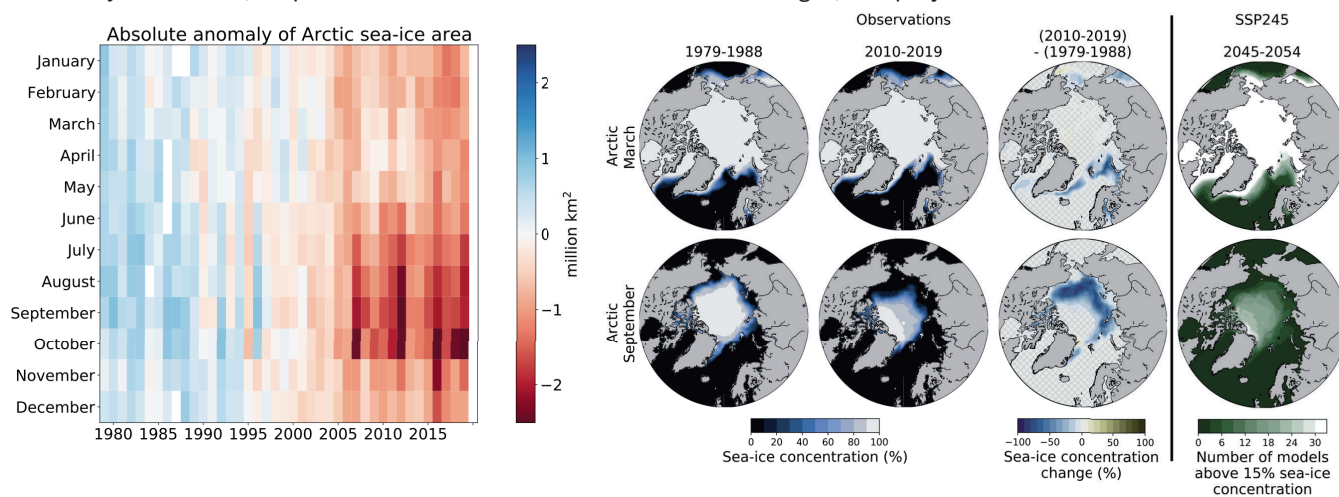 Absolute anomaly of Arctic sea-ice area
January
February
March
April
May
June
July
August
September
October
November
December
1980 1985 1990 1995 2000 2005 2010 2015
2
1
0
−1
−2
million km²
Observations
SSP245
1979-1988
2010-2019
(2010-2019)
- (1979-1988)
2045-2054
Arctic
March
Arctic
September
0 20 40 60 80 100
Sea-ice concentration (%)
−100 −50 0 50 100
Sea-ice concentration
change (%)
0 6 12 18 24 30
Number of models
above 15% sea-ice
concentration